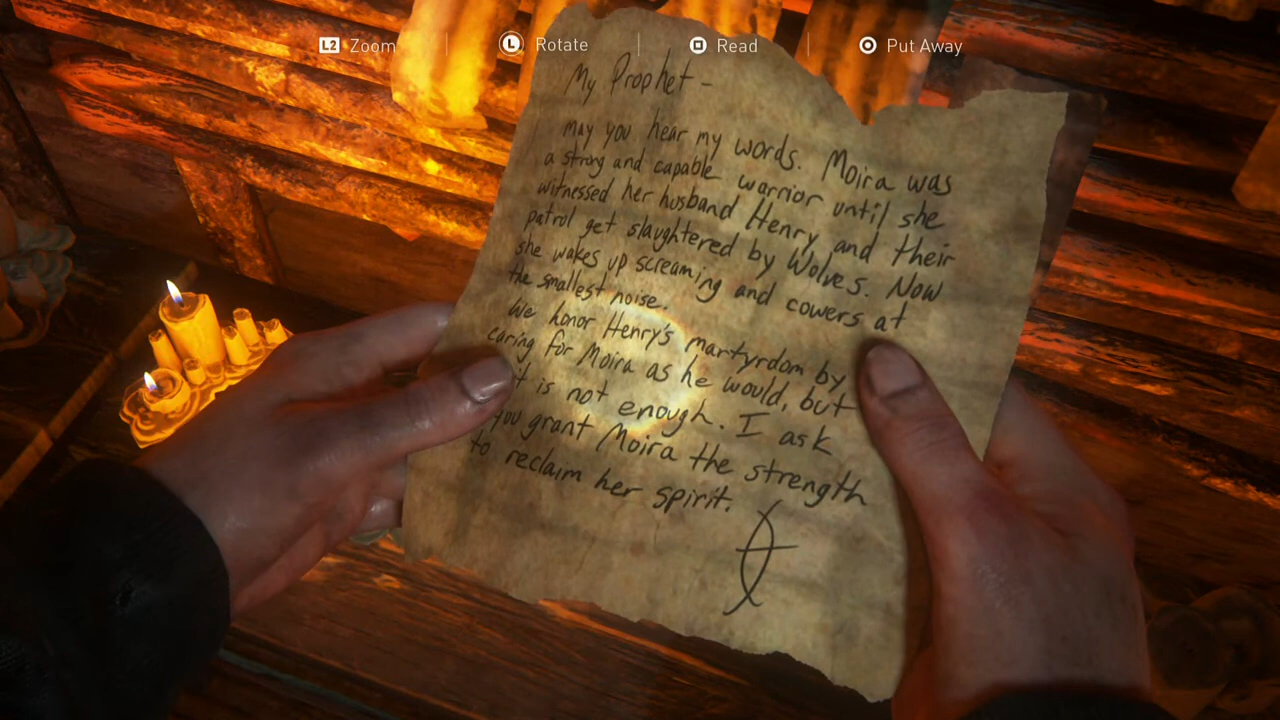 L2 Zoom
L Rotate
Read
Put Away
My Prophet -
may you hear my words. Moira was
a strong and capable warrior until she
witnessed her husband Henry and their
patrol get slaughtered by Wolves. Now
she wakes up screaming and cowers at
the smallest noise.
We honor Henry's martyrdom by
caring for Moira as he would, but
it is not enough. I ask
you grant Moira the strength
to reclaim her spirit.